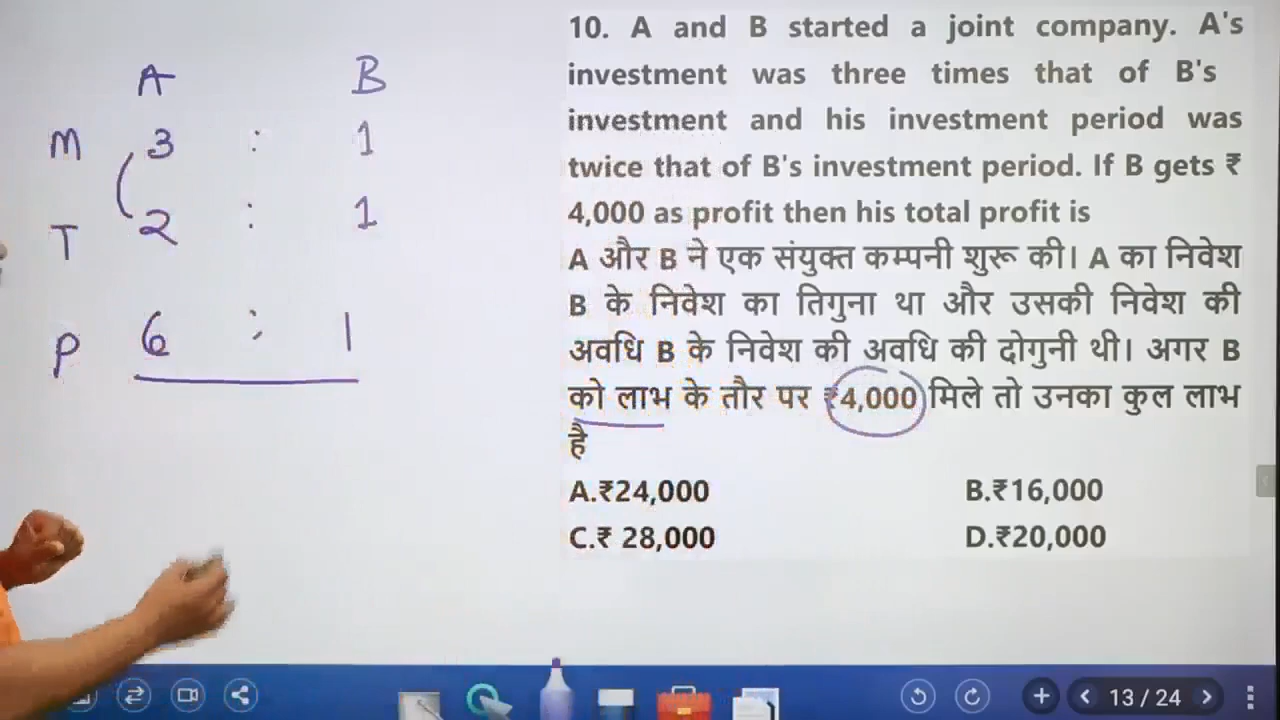 A B
M 3 : 1
T 2 : 1
P 6 : 1
10. A and B started a joint company. A's
investment was three times that of B's
investment and his investment period was
twice that of B's investment period. If B gets ₹
4,000 as profit then his total profit is
A और B ने एक संयुक्त कम्पनी शुरू की। A का निवेश
B के निवेश का तिगुना था और उसकी निवेश की
अवधि B के निवेश की अवधि की दोगुनी थी। अगर B
को लाभ के तौर पर ₹4,000 मिले तो उनका कुल लाभ
है
A.₹24,000 B.₹16,000
C.₹ 28,000 D.₹20,000
13 / 24